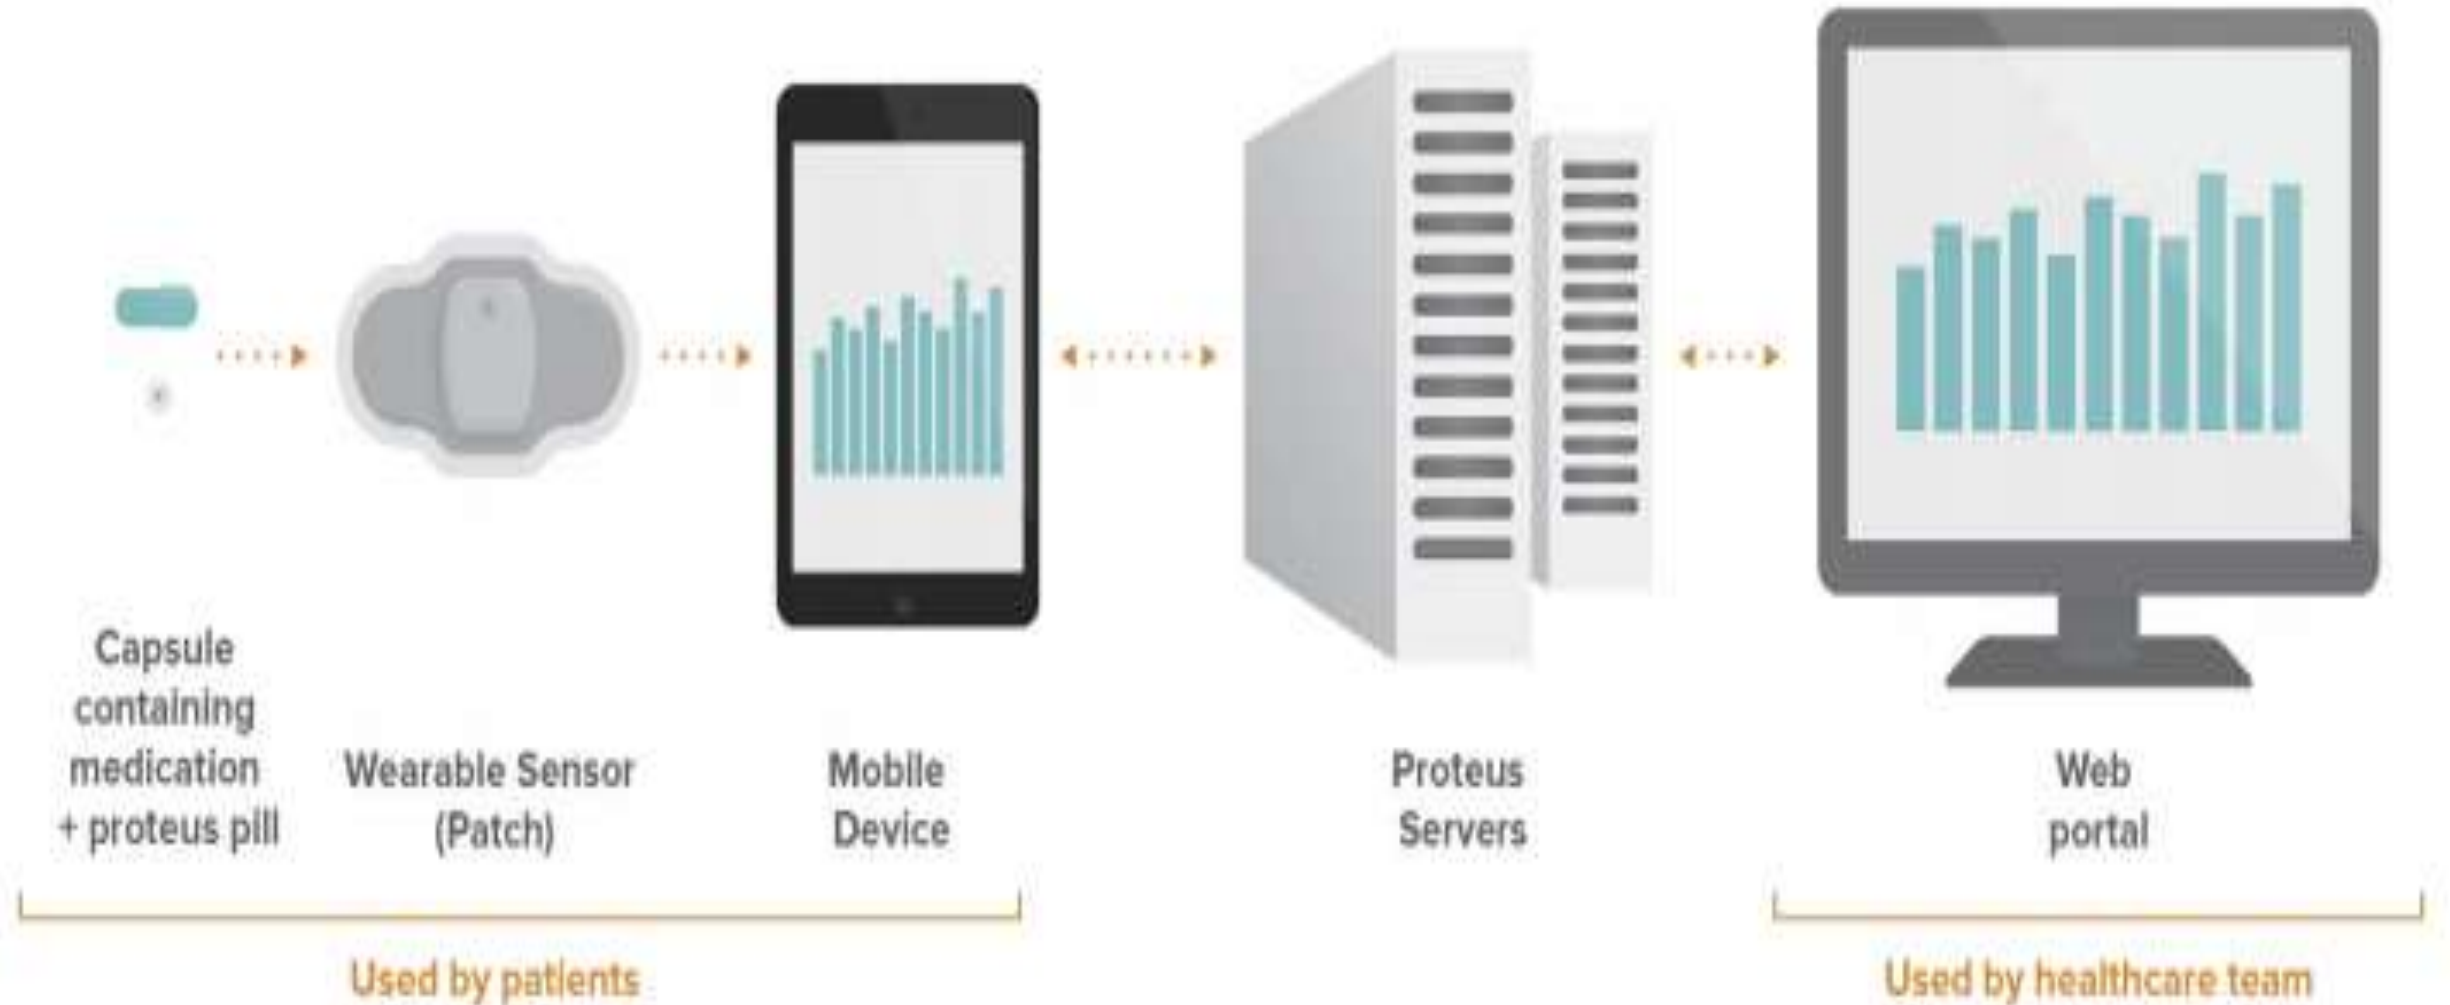 Capsule
containing
medication
+ proteus pill
Wearable Sensor
(Patch)
Mobile
Device
Proteus
Servers
Web
portal
Used by patients
Used by healthcare team